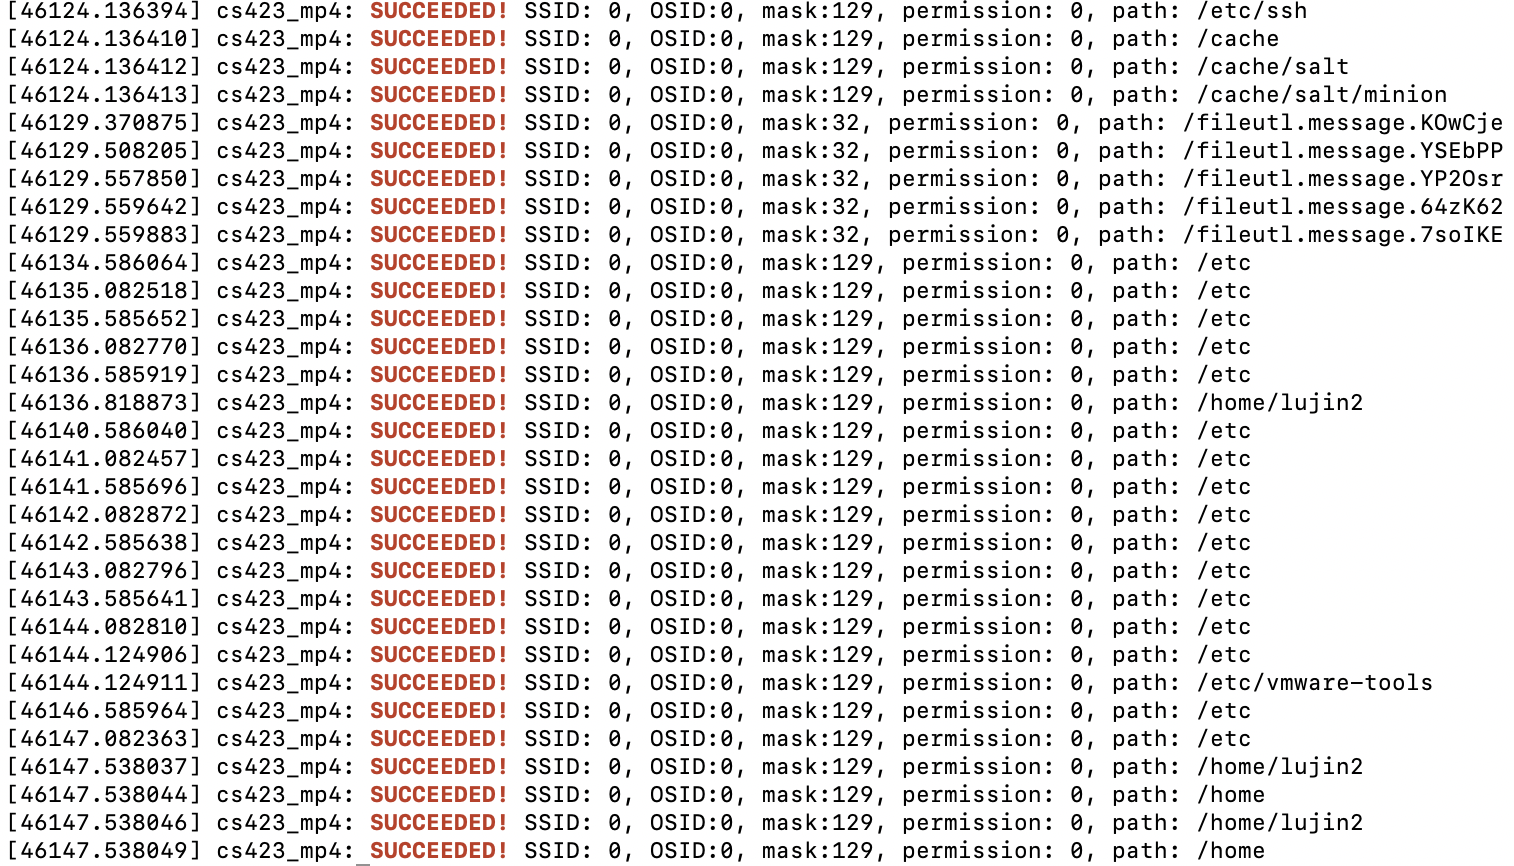 [46124.136394] cs423_mp4: SUCCEEDED! SSID: 0, OSID:0, mask:129, permission: 0, path: /etc/ssh
[46124.136410] cs423_mp4: SUCCEEDED! SSID: 0, OSID:0, mask:129, permission: 0, path: /cache
[46124.136412] cs423_mp4: SUCCEEDED! SSID: 0, OSID:0, mask:129, permission: 0, path: /cache/salt
[46124.136413] cs423_mp4: SUCCEEDED! SSID: 0, OSID:0, mask:129, permission: 0, path: /cache/salt/minion
[46129.370875] cs423_mp4: SUCCEEDED! SSID: 0, OSID:0, mask:32, permission: 0, path: /fileutl.message.KOwCje
[46129.508205] cs423_mp4: SUCCEEDED! SSID: 0, OSID:0, mask:32, permission: 0, path: /fileutl.message.YSEbPP
[46129.557850] cs423_mp4: SUCCEEDED! SSID: 0, OSID:0, mask:32, permission: 0, path: /fileutl.message.YP2Osr
[46129.559642] cs423_mp4: SUCCEEDED! SSID: 0, OSID:0, mask:32, permission: 0, path: /fileutl.message.64zK62
[46129.559883] cs423_mp4: SUCCEEDED! SSID: 0, OSID:0, mask:32, permission: 0, path: /fileutl.message.7soIKE
[46134.586064] cs423_mp4: SUCCEEDED! SSID: 0, OSID:0, mask:129, permission: 0, path: /etc
[46135.082518] cs423_mp4: SUCCEEDED! SSID: 0, OSID:0, mask:129, permission: 0, path: /etc
[46135.585652] cs423_mp4: SUCCEEDED! SSID: 0, OSID:0, mask:129, permission: 0, path: /etc
[46136.082770] cs423_mp4: SUCCEEDED! SSID: 0, OSID:0, mask:129, permission: 0, path: /etc
[46136.585919] cs423_mp4: SUCCEEDED! SSID: 0, OSID:0, mask:129, permission: 0, path: /etc
[46136.818873] cs423_mp4: SUCCEEDED! SSID: 0, OSID:0, mask:129, permission: 0, path: /home/lujin2
[46140.586040] cs423_mp4: SUCCEEDED! SSID: 0, OSID:0, mask:129, permission: 0, path: /etc
[46141.082457] cs423_mp4: SUCCEEDED! SSID: 0, OSID:0, mask:129, permission: 0, path: /etc
[46141.585696] cs423_mp4: SUCCEEDED! SSID: 0, OSID:0, mask:129, permission: 0, path: /etc
[46142.082872] cs423_mp4: SUCCEEDED! SSID: 0, OSID:0, mask:129, permission: 0, path: /etc
[46142.585638] cs423_mp4: SUCCEEDED! SSID: 0, OSID:0, mask:129, permission: 0, path: /etc
[46143.082796] cs423_mp4: SUCCEEDED! SSID: 0, OSID:0, mask:129, permission: 0, path: /etc
[46143.585641] cs423_mp4: SUCCEEDED! SSID: 0, OSID:0, mask:129, permission: 0, path: /etc
[46144.082810] cs423_mp4: SUCCEEDED! SSID: 0, OSID:0, mask:129, permission: 0, path: /etc
[46144.124906] cs423_mp4: SUCCEEDED! SSID: 0, OSID:0, mask:129, permission: 0, path: /etc
[46144.124911] cs423_mp4: SUCCEEDED! SSID: 0, OSID:0, mask:129, permission: 0, path: /etc/vmware-tools
[46146.585964] cs423_mp4: SUCCEEDED! SSID: 0, OSID:0, mask:129, permission: 0, path: /etc
[46147.082363] cs423_mp4: SUCCEEDED! SSID: 0, OSID:0, mask:129, permission: 0, path: /etc
[46147.538037] cs423_mp4: SUCCEEDED! SSID: 0, OSID:0, mask:129, permission: 0, path: /home/lujin2
[46147.538044] cs423_mp4: SUCCEEDED! SSID: 0, OSID:0, mask:129, permission: 0, path: /home
[46147.538046] cs423_mp4: SUCCEEDED! SSID: 0, OSID:0, mask:129, permission: 0, path: /home/lujin2
[46147.538049] cs423_mp4: SUCCEEDED! SSID: 0, OSID:0, mask:129, permission: 0, path: /home